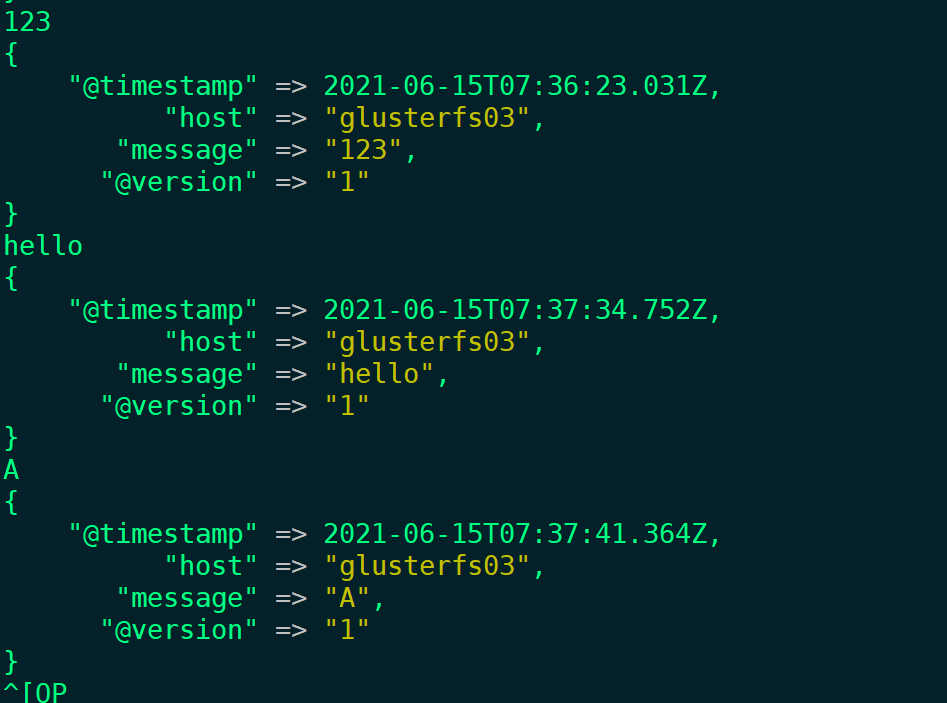 }
123
{
    "@timestamp" => 2021-06-15T07:36:23.031Z,
          "host" => "glusterfs03",
       "message" => "123",
      "@version" => "1"
}
hello
{
    "@timestamp" => 2021-06-15T07:37:34.752Z,
          "host" => "glusterfs03",
       "message" => "hello",
      "@version" => "1"
}
A
{
    "@timestamp" => 2021-06-15T07:37:41.364Z,
          "host" => "glusterfs03",
       "message" => "A",
      "@version" => "1"
}
^[OP